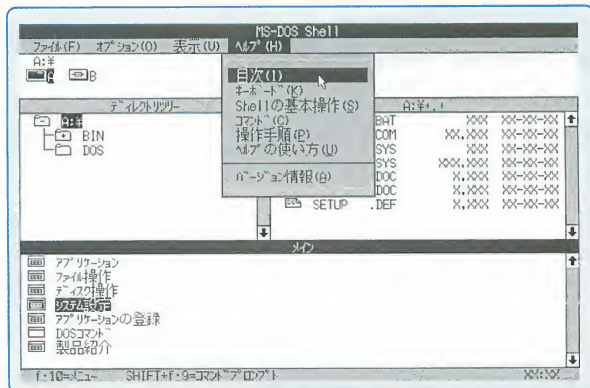 MS-DOS Shell
ファイル(F) オプション(O) 表示(U) ヘルプ(H)
A:¥
A B
目次(I)
キーボード(K)
Shellの基本操作(S)
コマンド(C)
操作手順(P)
ヘルプの使い方(U)
バージョン情報(A)
ディレクトリツリー
A:¥
BIN
DOS
A:¥*.*
BAT XXX XX-XX-XX
COM XX,XXX XX-XX-XX
SYS XXX XX-XX-XX
SYS XXX,XXX XX-XX-XX
DOC X,XXX XX-XX-XX
DOC X,XXX XX-XX-XX
SETUP .DEF X,XXX XX-XX-XX
メイン
アプリケーション
ファイル操作
ディスク操作
システム設定
アプリケーションの登録
DOSコマンド
製品紹介
f・10=メニュー SHIFT+f・9=コマンドプロンプト XX:XX